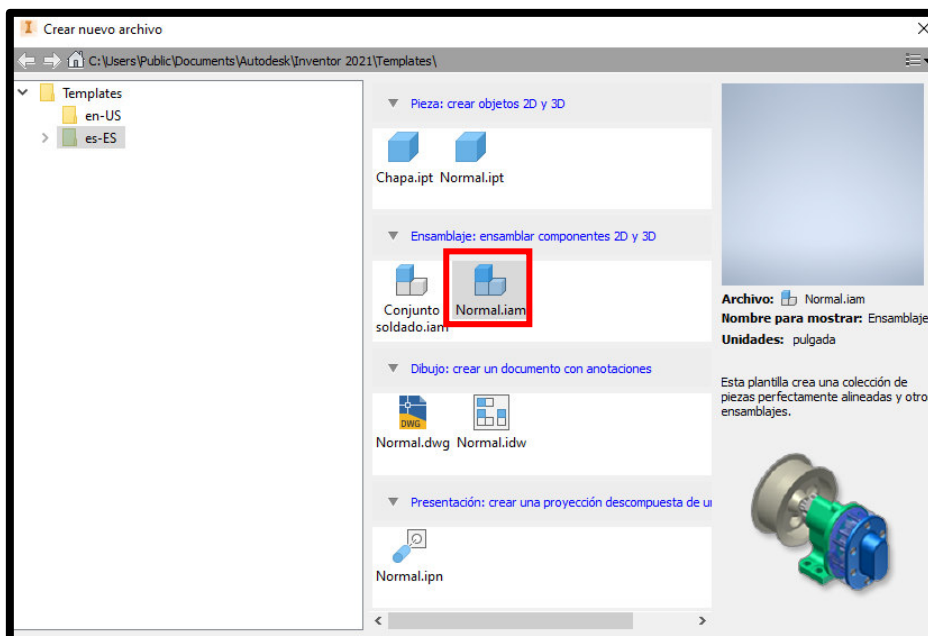 Crear nuevo archivo
C:\Users\Public\Documents\Autodesk\Inventor 2021\Templates\
Templates
en-US
es-ES
Pieza: crear objetos 2D y 3D
Chapa.ipt Normal.ipt
Ensamblaje: ensamblar componentes 2D y 3D
Conjunto
soldado.iam
Normal.iam
Dibujo: crear un documento con anotaciones
DWG
Normal.dwg Normal.idw
Presentación: crear una proyección descompuesta de
Normal.ipn
Archivo: Normal.iam
Nombre para mostrar: Ensamblaje
Unidades: pulgada
Esta plantilla crea una colección de
piezas perfectamente alineadas y otro
ensamblajes.